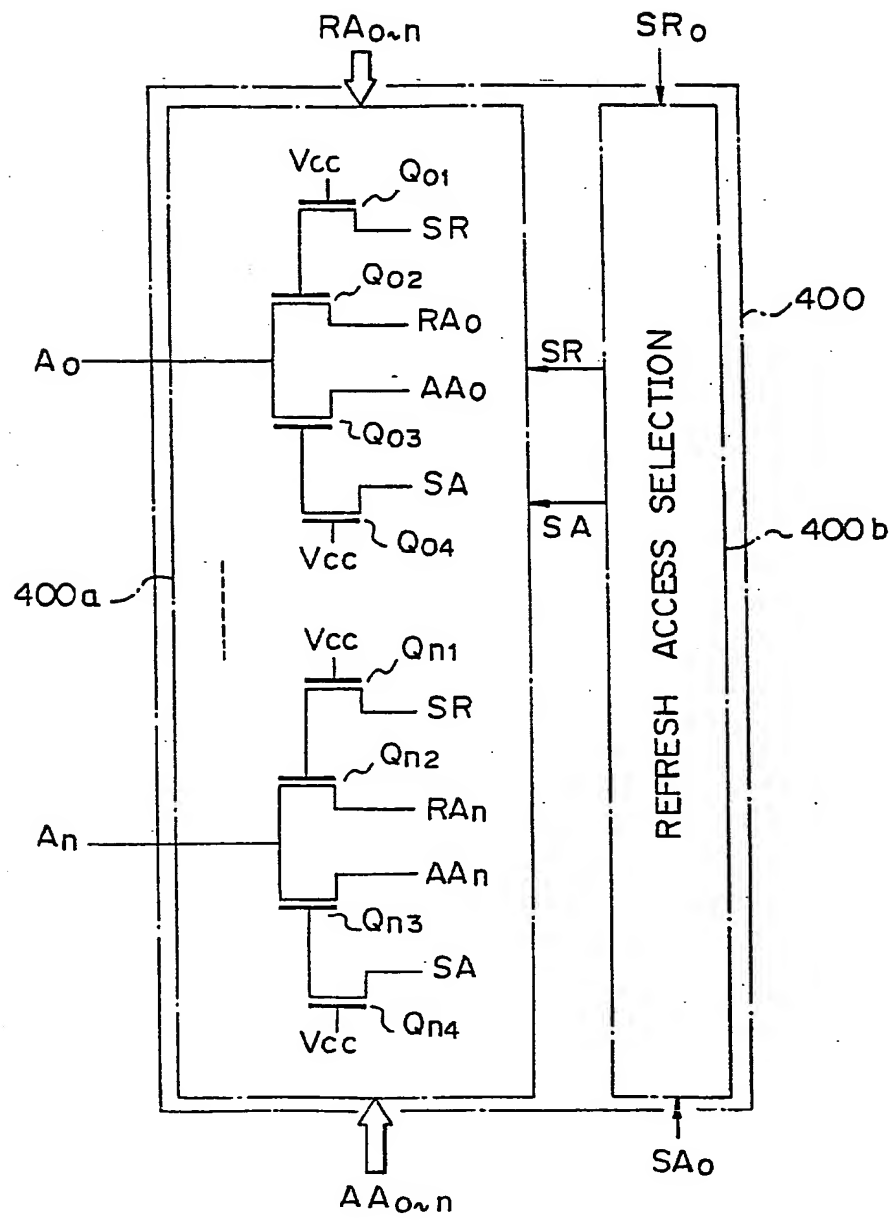 RA0~n
SR0
Vcc
Q01
SR
Q02
RA0
400
A0
SR
AA0
Q03
SA
SA
Q04
Vcc
400b
400a
REFRESH ACCESS SELECTION
Vcc
Qn1
SR
Qn2
RAn
An
AAn
Qn3
SA
Qn4
Vcc
SA0
AA0~n